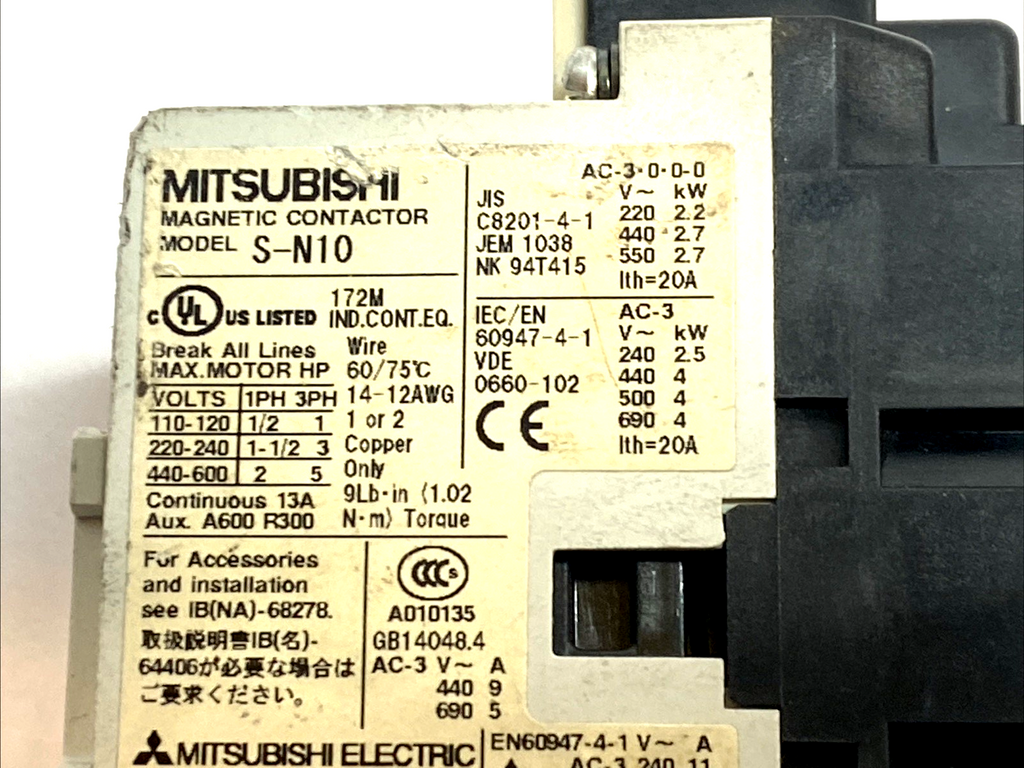 MITSUBISHI
MAGNETIC CONTACTOR
MODEL S-N10
C UL US LISTED
172M
IND.CONT.EQ.
Break All Lines
MAX.MOTOR HP
VOLTS 1PH 3PH
110-120 1/2 1
220-240 1-1/2 3
440-600 2 5
Continuous 13A
Aux. A600 R300
Wire
60/75℃
14-12AWG
1 or 2
Copper
Only
9Lb·in (1.02
N·m) Torque
JIS
C8201-4-1
JEM 1038
NK 94T415
AC-3·0·0-0
V~ kW
220 2.2
440 2.7
550 2.7
Ith=20A
IEC/EN
60947-4-1
VDE
0660-102
CE
AC-3
V~ kW
240 2.5
440 4
500 4
690 4
Ith=20A
For Accessories
and installation
see IB(NA)-68278.
取扱説明書IB(名)-
64406が必要な場合は
ご要求ください。
CCC S
A010135
GB14048.4
AC-3 V~ A
440 9
690 5
MITSUBISHI ELECTRIC
EN60947-4-1 V~ A
AC-3 240 11